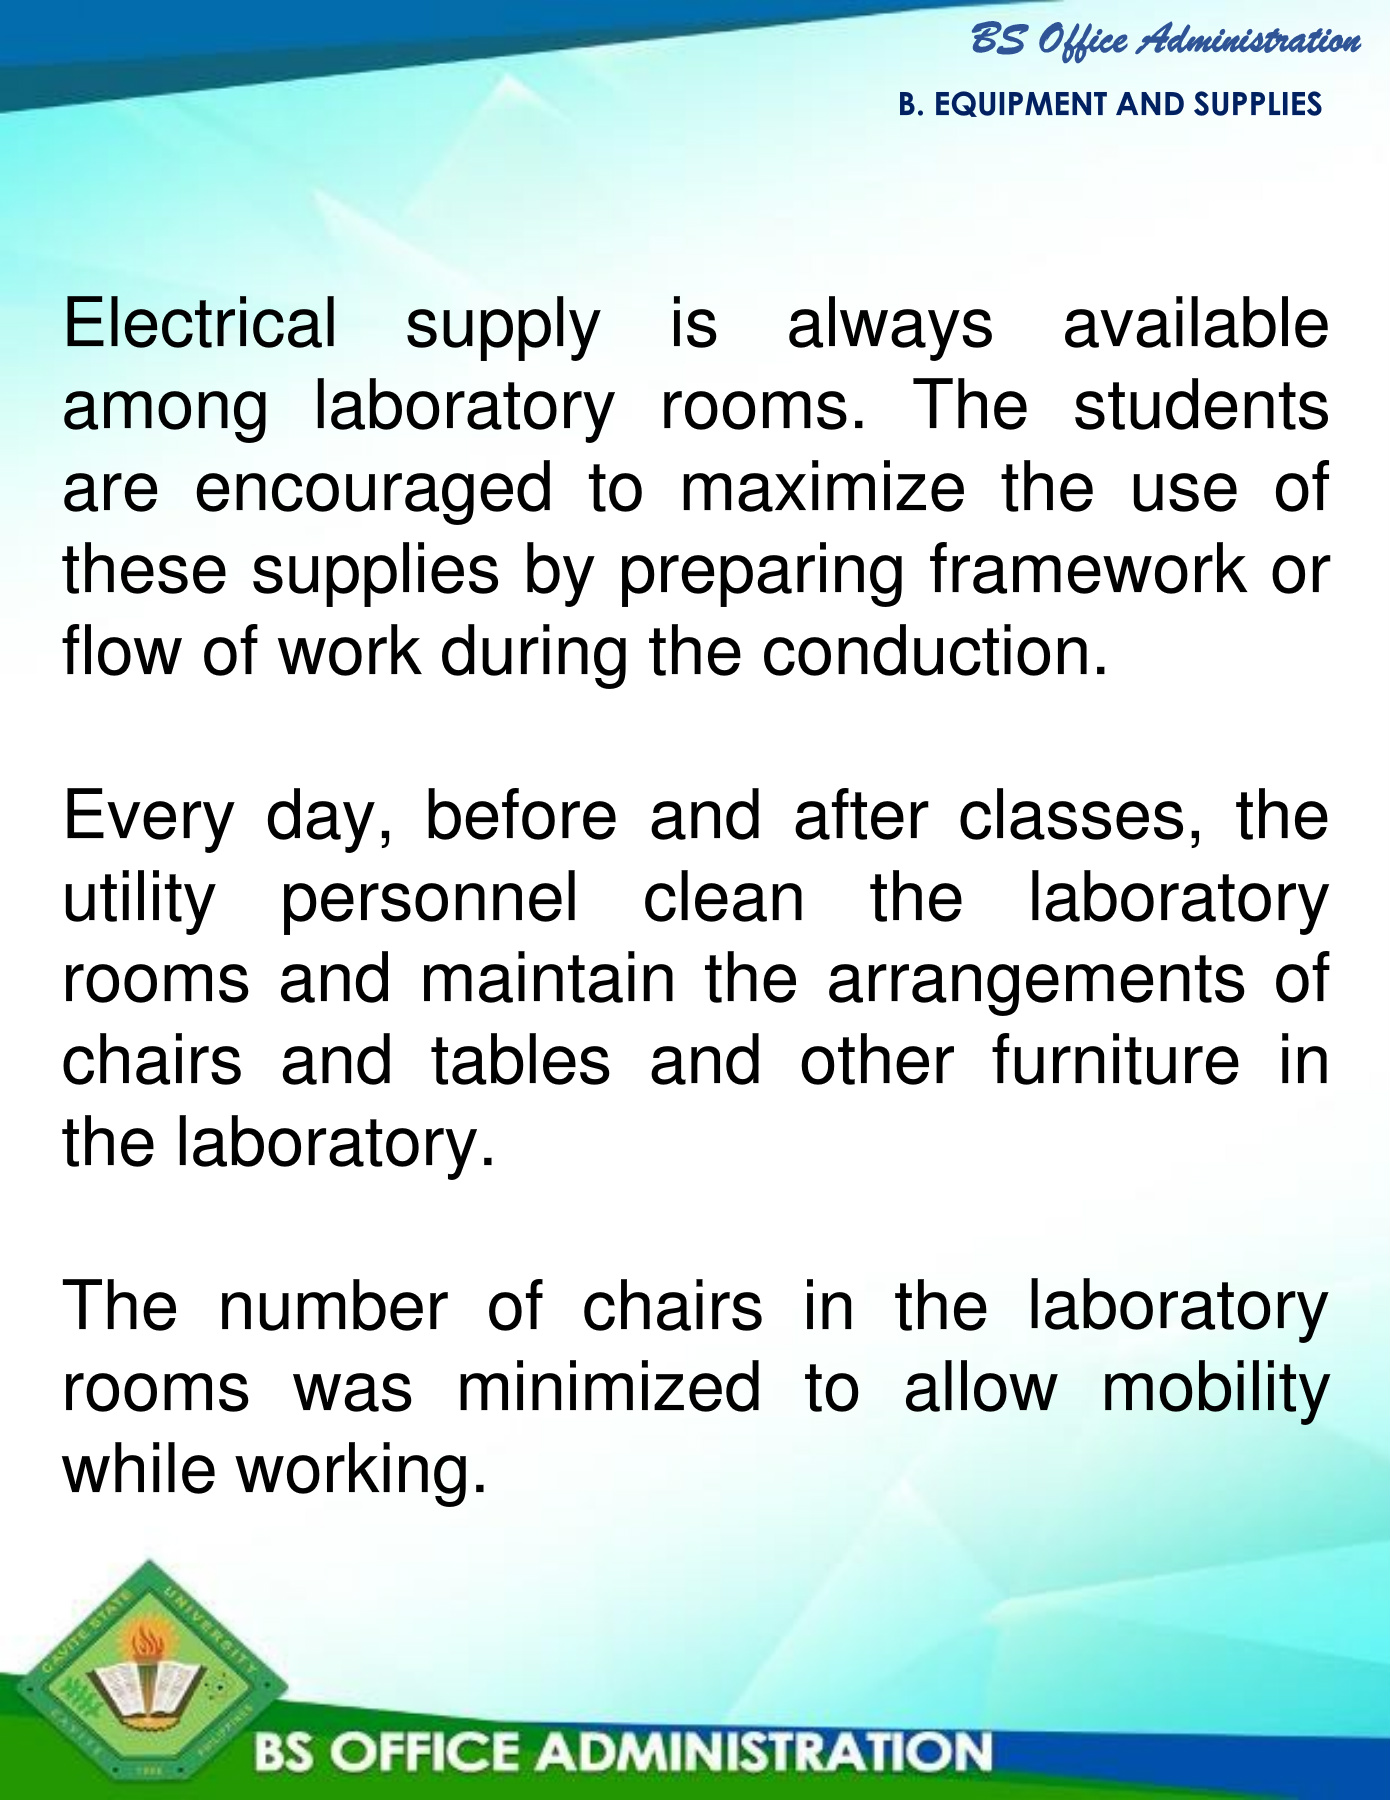 BS Office Administration
B. EQUIPMENT AND SUPPLIES
Electrical supply is always available
among laboratory rooms. The students
are encouraged to maximize the use of
these supplies by preparing framework or
flow of work during the conduction.
Every day, before and after classes, the
utility personnel clean the laboratory
rooms and maintain the arrangements of
chairs and tables and other furniture in
the laboratory.
The number of chairs in the laboratory
rooms was minimized to allow mobility
while working.
CAVITE STATE UNIVERSITY
CAVITE
PHILIPPINES
BS OFFICE ADMINISTRATION